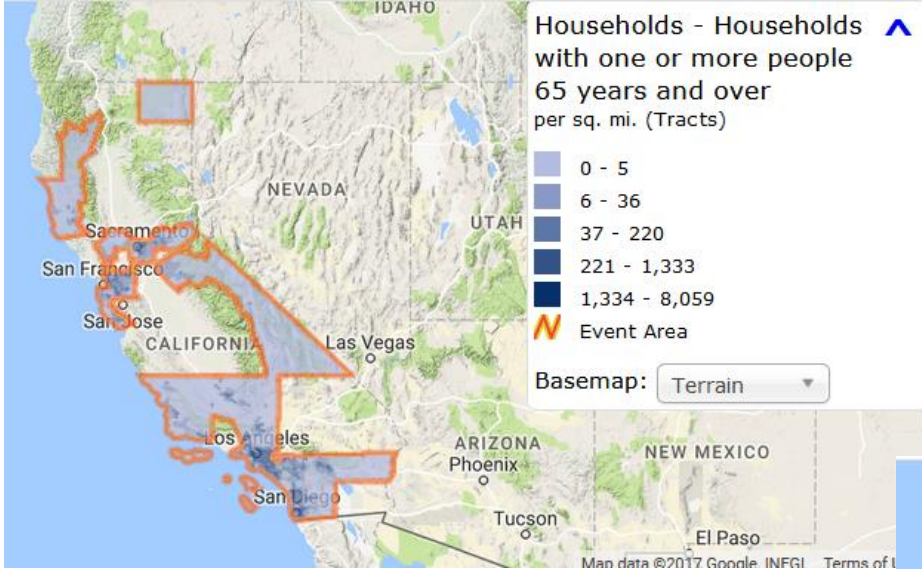 IDAHO
NEVADA
UTAH
Sacramento
San Francisco
San Jose
CALIFORNIA
Las Vegas
Los Angeles
ARIZONA
Phoenix
NEW MEXICO
San Diego
Tucson
El Paso
Map data ©2017 Google, INEGI Terms of
Households - Households
with one or more people
65 years and over
per sq. mi. (Tracts)
0 - 5
6 - 36
37 - 220
221 - 1,333
1,334 - 8,059
Event Area
Basemap: Terrain